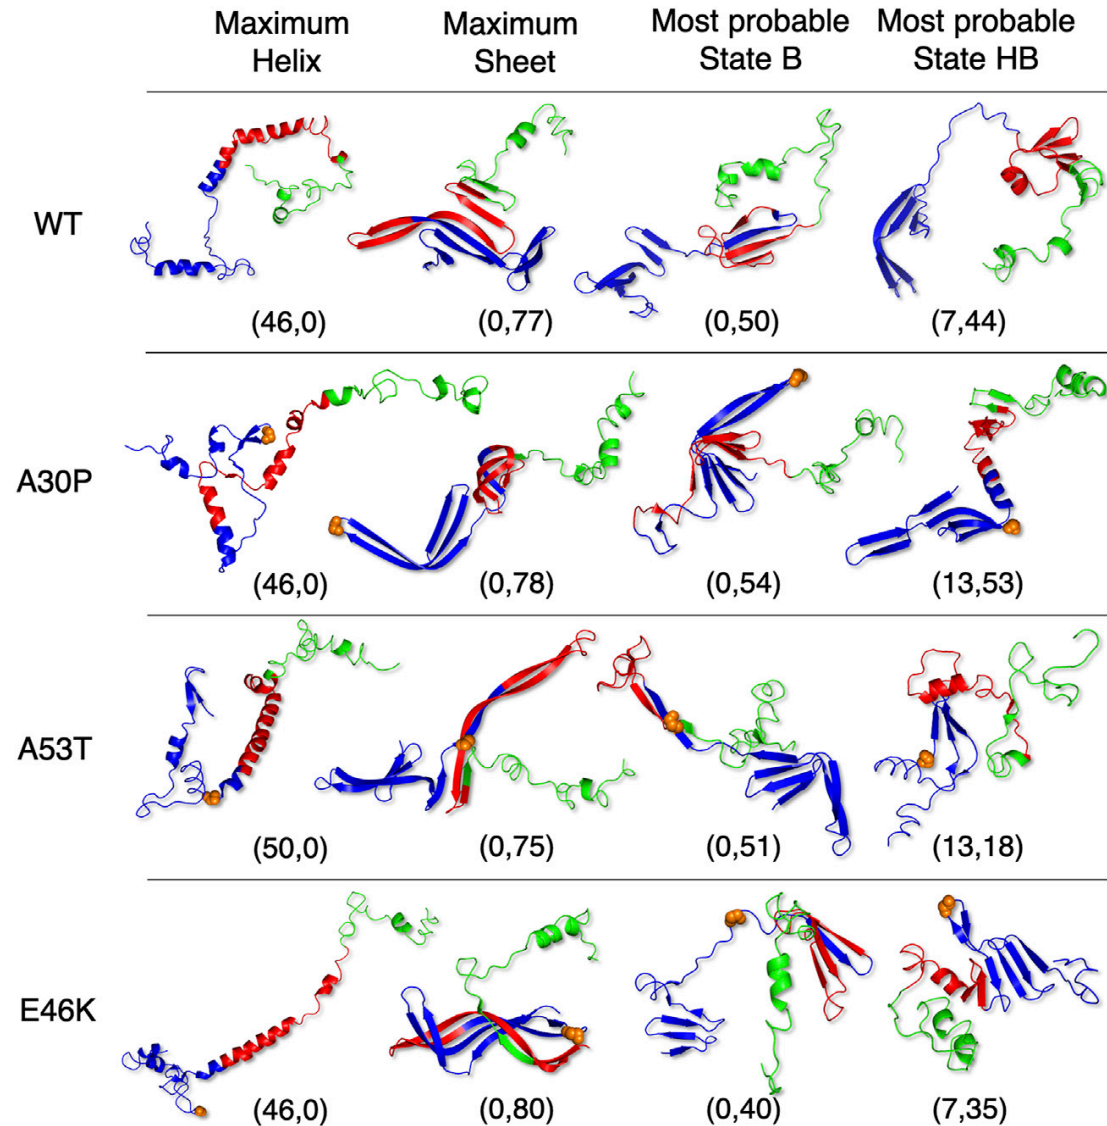 Maximum Helix
Maximum Sheet
Most probable State B
Most probable State HB
WT
(46,0)
(0,77)
(0,50)
(7,44)
A30P
(46,0)
(0,78)
(0,54)
(13,53)
A53T
(50,0)
(0,75)
(0,51)
(13,18)
E46K
(46,0)
(0,80)
(0,40)
(7,35)